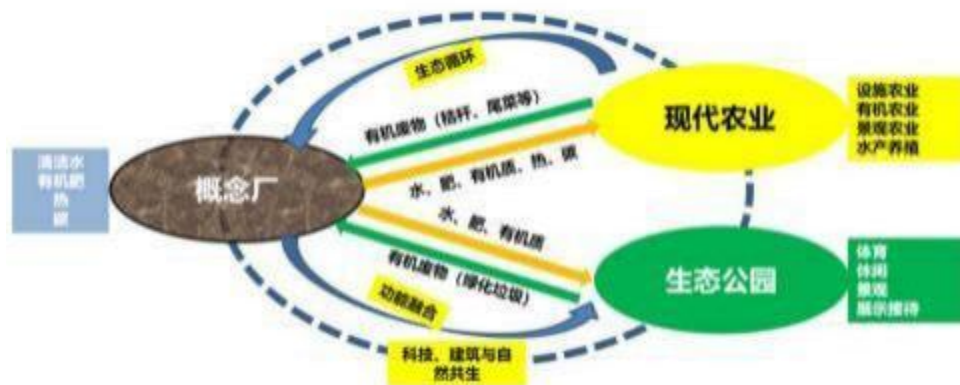 生态循环
有机废物（秸秆、尾菜等）
现代农业
设施农业
有机农业
景观农业
水产养殖
清洁水
有机肥
热
碳
概念厂
水、肥、有机质、热、碳
水、肥、有机质
有机废物（绿化垃圾）
功能融合
生态公园
体育
休闲
景观
展示接待
科技、建筑与自
然共生